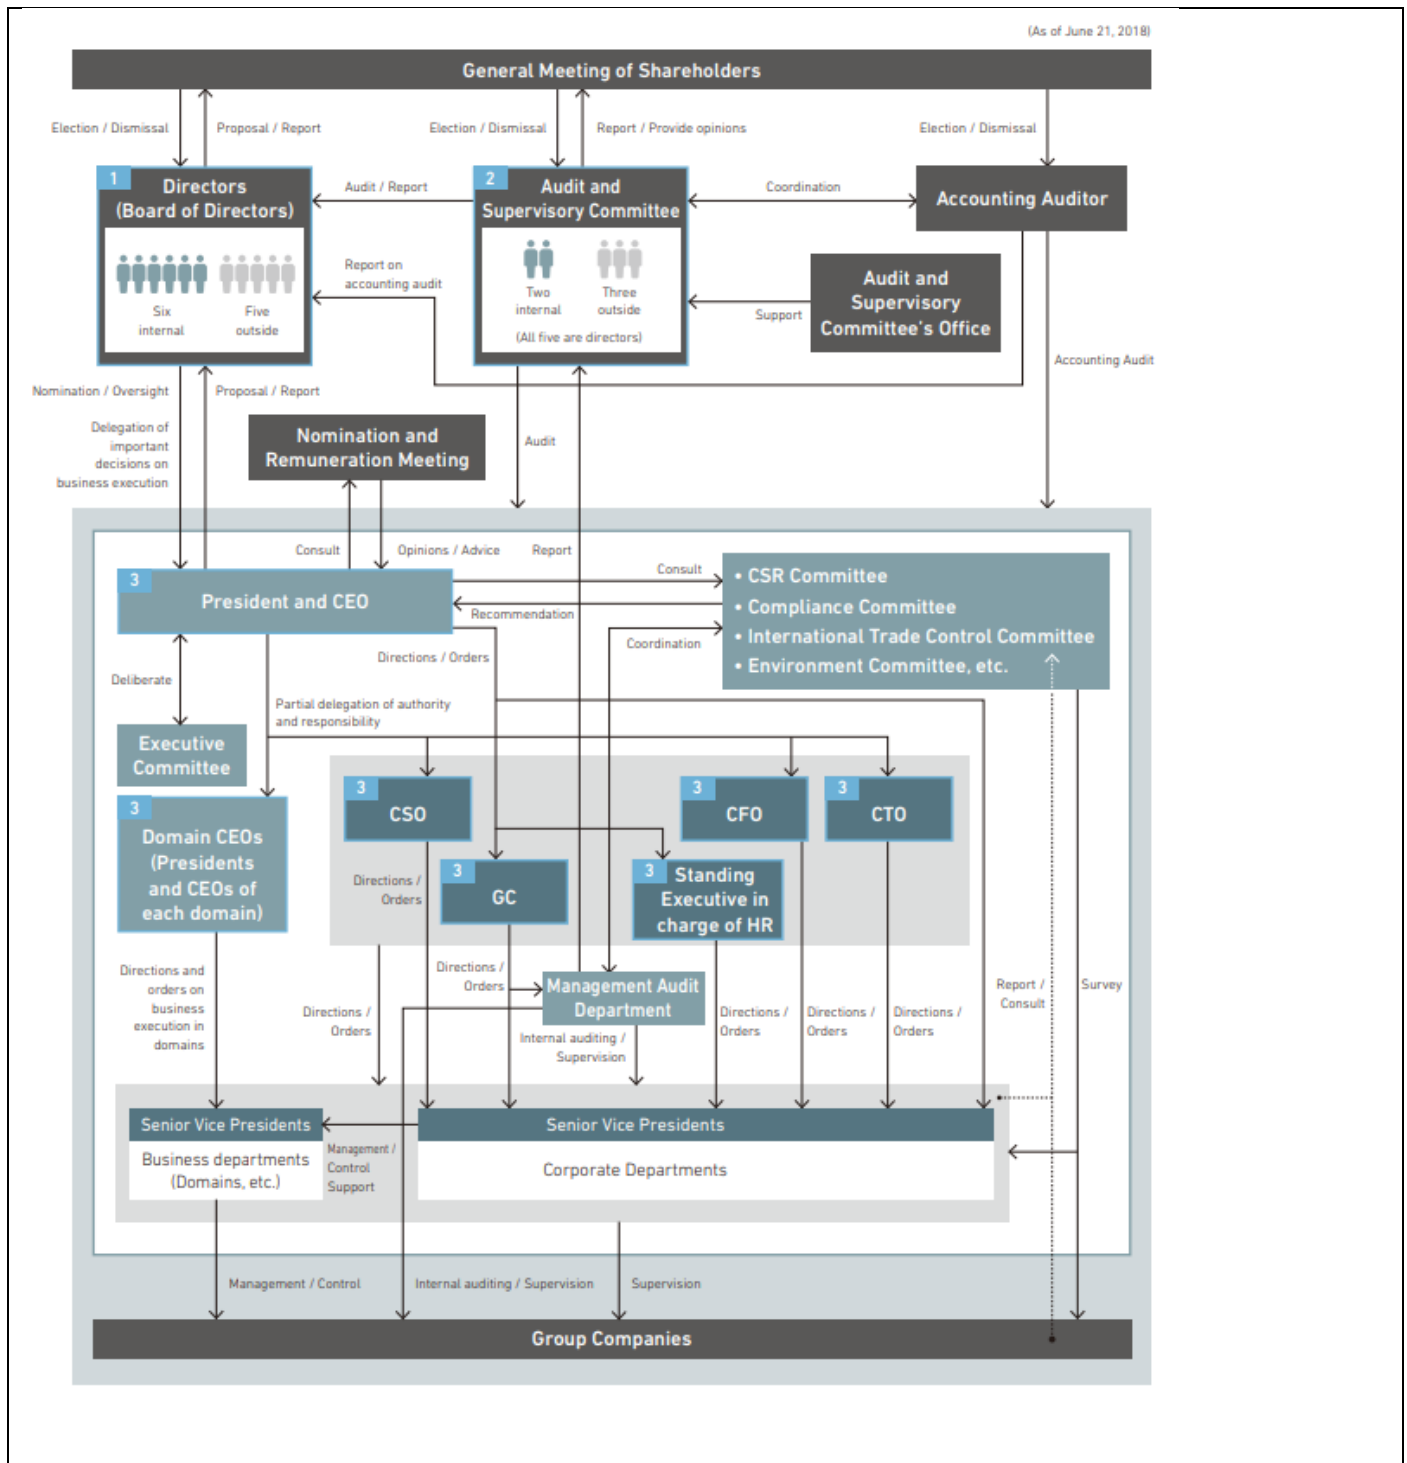 (As of June 21, 2018)
General Meeting of Shareholders
Election / Dismissal
Proposal / Report
Election / Dismissal
Report / Provide opinions
Election / Dismissal
1
Directors
(Board of Directors)
Six
internal
Five
outside
Audit / Report
2
Audit and
Supervisory Committee
Two
internal
Three
outside
(All five are directors)
Coordination
Accounting Auditor
Report on
accounting audit
Support
Audit and
Supervisory
Committee's Office
Accounting Audit
Nomination / Oversight
Proposal / Report
Delegation of
important
decisions on
business execution
Nomination and
Remuneration Meeting
Audit
Consult
Opinions / Advice
Report
3
President and CEO
Consult
Recommendation
• CSR Committee
• Compliance Committee
• International Trade Control Committee
• Environment Committee, etc.
Coordination
Directions / Orders
Deliberate
Partial delegation of authority
and responsibility
Executive
Committee
3
Domain CEOs
(Presidents
and CEOs of
each domain)
3
CSO
3
CFO
3
CTO
3
GC
3
Standing
Executive in
charge of HR
Directions /
Orders
Directions and
orders on
business
execution in
domains
Directions /
Orders
Directions /
Orders
Management Audit
Department
Internal auditing /
Supervision
Directions /
Orders
Directions /
Orders
Directions /
Orders
Report /
Consult
Survey
Senior Vice Presidents
Business departments
(Domains, etc.)
Management /
Control
Support
Senior Vice Presidents
Corporate Departments
Management / Control
Internal auditing / Supervision
Supervision
Group Companies